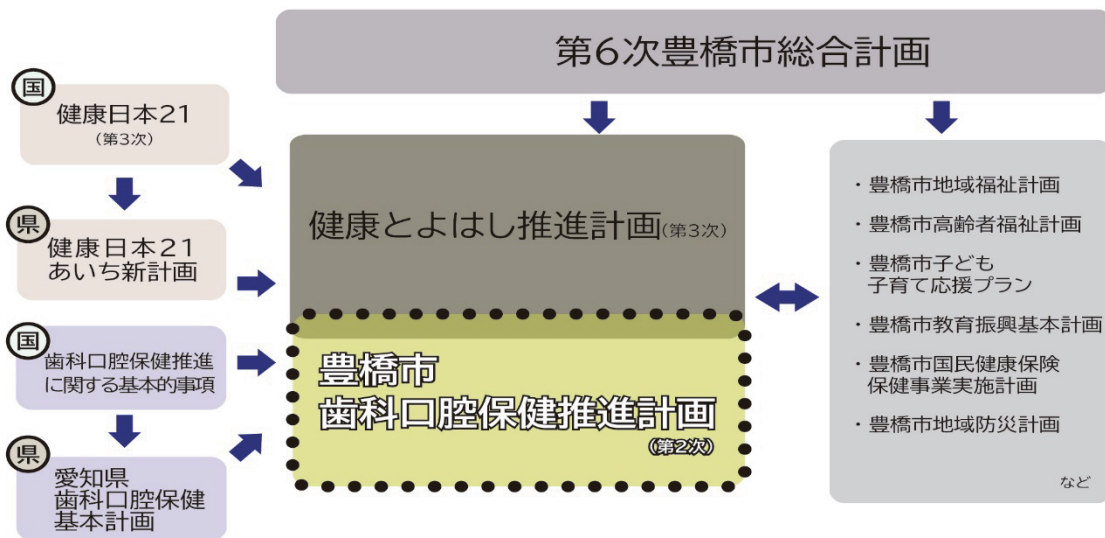 第6次豊橋市総合計画
国
健康日本21
(第3次)
県
健康日本21
あいち新計画
国
歯科口腔保健推進
に関する基本的事項
県
愛知県
歯科口腔保健
基本計画
健康とよはし推進計画(第3次)
豊橋市
歯科口腔保健推進計画
(第2次)
・豊橋市地域福祉計画
・豊橋市高齢者福祉計画
・豊橋市子ども
子育て応援プラン
・豊橋市教育振興基本計画
・豊橋市国民健康保険
保健事業実施計画
・豊橋市地域防災計画
など